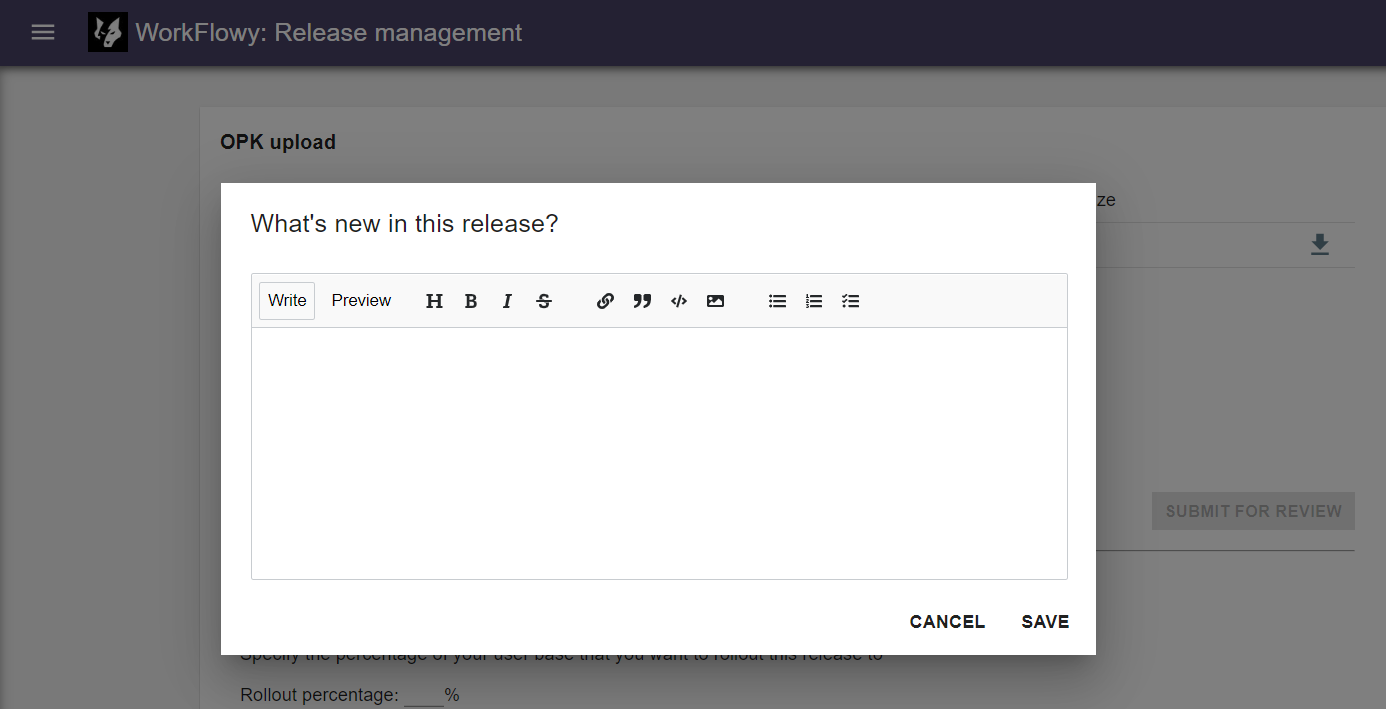 WorkFlowy: Release management
OPK upload
ze
What's new in this release?
Write Preview H B I S
SUBMIT FOR REVIEW
CANCEL SAVE
Specify the percentage of your user base that you want to rollout this release to
Rollout percentage: ____%